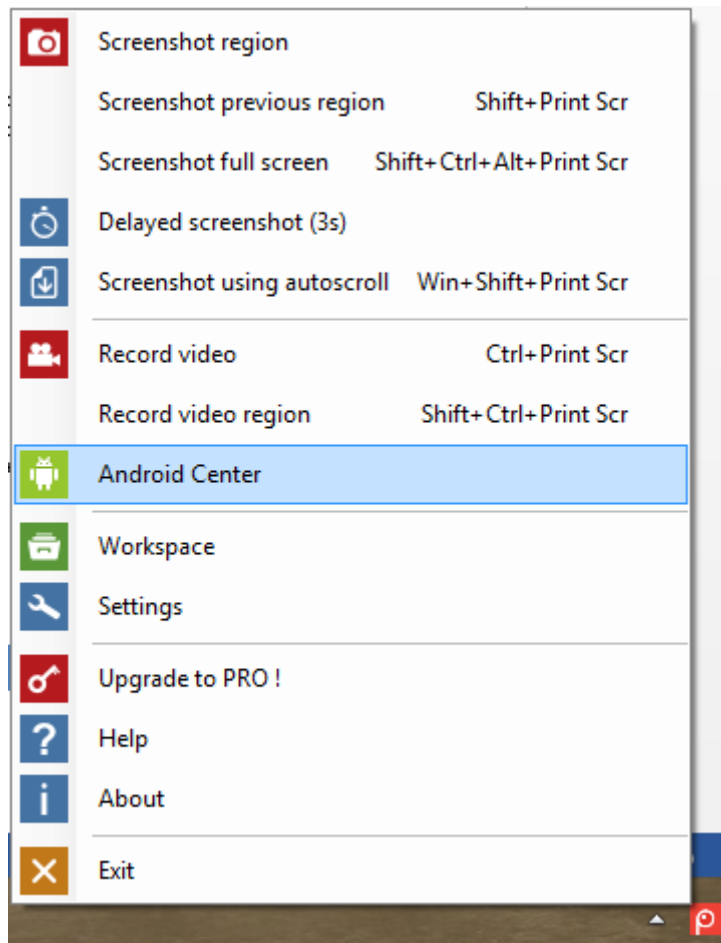 Screenshot region
Screenshot previous region Shift+Print Scr
Screenshot full screen Shift+Ctrl+Alt+Print Scr
Delayed screenshot (3s)
Screenshot using autoscroll Win+Shift+Print Scr
Record video Ctrl+Print Scr
Record video region Shift+Ctrl+Print Scr
Android Center
Workspace
Settings
Upgrade to PRO !
Help
About
Exit